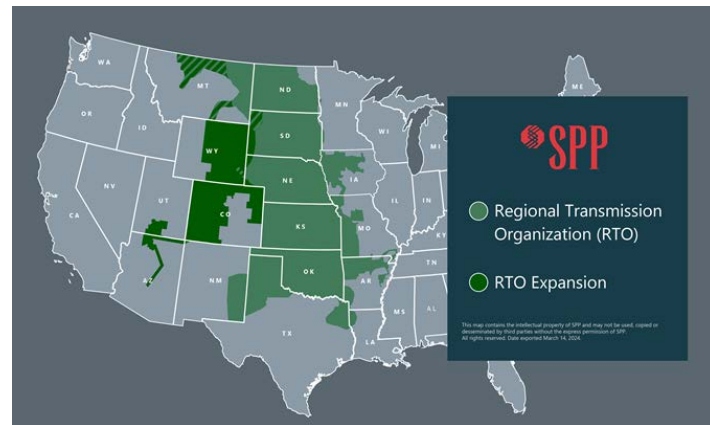 WA
MT
ND
MN
ME
OR
ID
WY
SD
WI
MI
NV
UT
CO
NE
IA
IL
IN
CA
KS
MO
KY
AZ
NM
OK
AR
TN
TX
LA
MS
AL
SPP
Regional Transmission
Organization (RTO)
RTO Expansion
This map contains the intellectual property of SPP and may not be used, copied or
disseminated by third parties without the express permission of SPP.
All rights reserved. Date exported March 14, 2024.